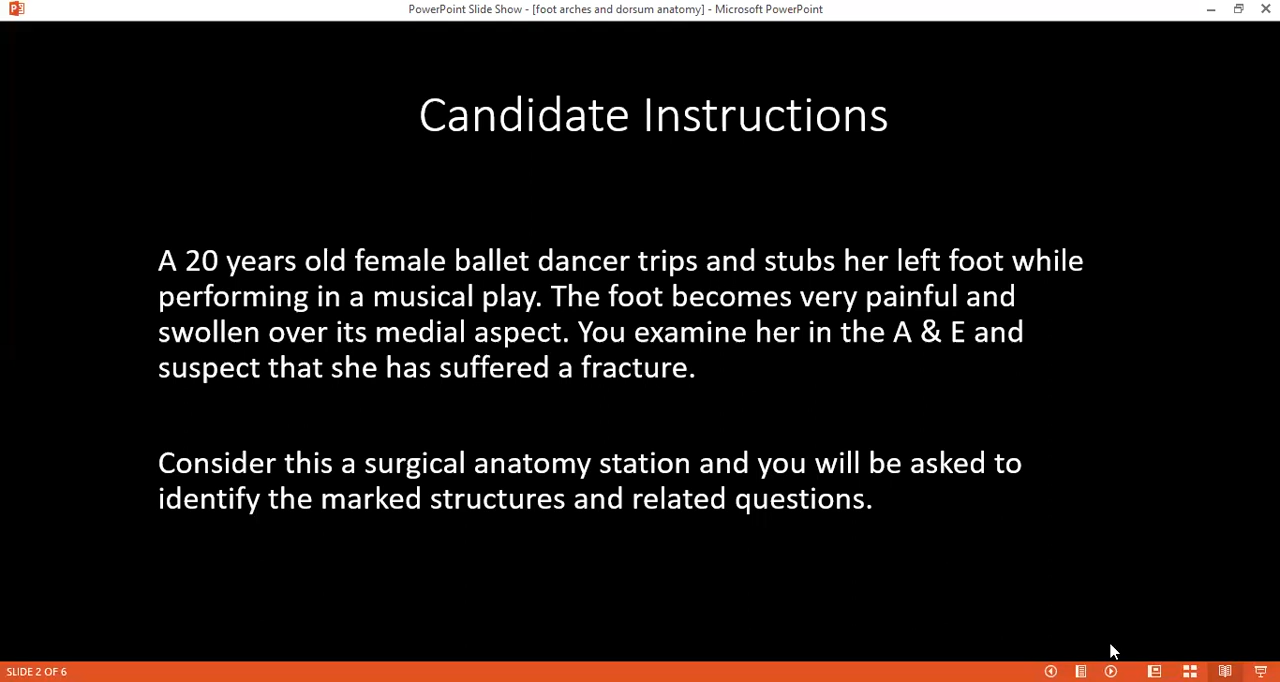 PowerPoint Slide Show - [foot arches and dorsum anatomy] - Microsoft PowerPoint
Candidate Instructions
A 20 years old female ballet dancer trips and stubs her left foot while
performing in a musical play. The foot becomes very painful and
swollen over its medial aspect. You examine her in the A & E and
suspect that she has suffered a fracture.
Consider this a surgical anatomy station and you will be asked to
identify the marked structures and related questions.
SLIDE 2 OF 6